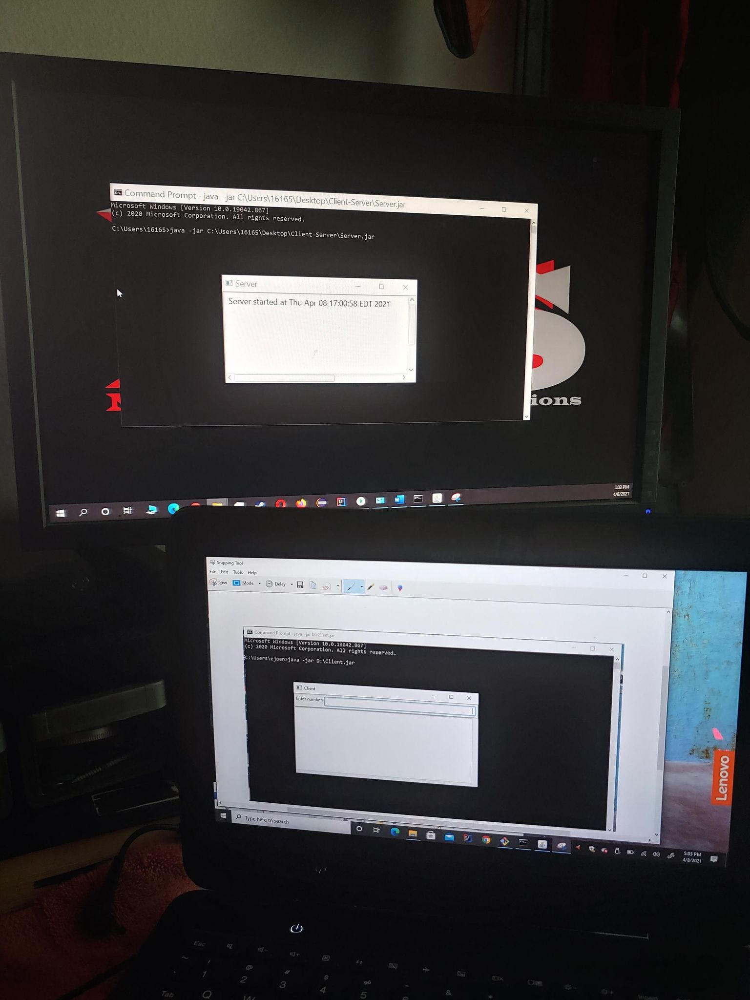 Command Prompt - java -jar C:\Users\16165\Desktop\Client-Server\Server.jar
Microsoft Windows [Version 10.0.19042.867]
(c) 2020 Microsoft Corporation. All rights reserved.
C:\Users\16165>java -jar C:\Users\16165\Desktop\Client-Server\Server.jar
Server
Server started at Thu Apr 08 17:00:58 EDT 2021
ions
5:03 PM
4/8/2021
Snipping Tool
File Edit Tools Help
New Mode Delay
Command Prompt - java -jar D:\Client.jar
Microsoft Windows [Version 10.0.19042.867]
(c) 2020 Microsoft Corporation. All rights reserved.
C:\Users\ejoen>java -jar D:\Client.jar
Client
Enter number:
Lenovo
Type here to search
5:03 PM
4/8/2021
Esc
~ ! @ # $ % &
1 2 3 4 5
Tab Q W